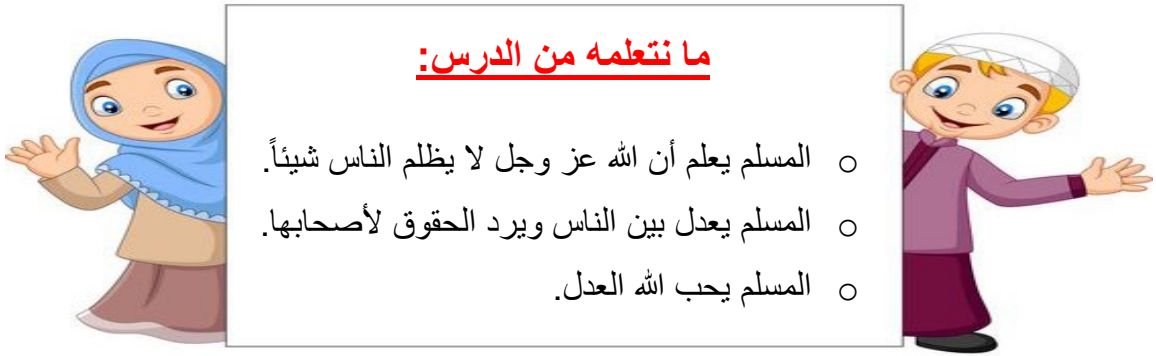 ما نتعلمه من الدرس:
o المسلم يعلم أن الله عز وجل لا يظلم الناس شيئاً.
o المسلم يعدل بين الناس ويرد الحقوق لأصحابها.
o المسلم يحب الله العدل.